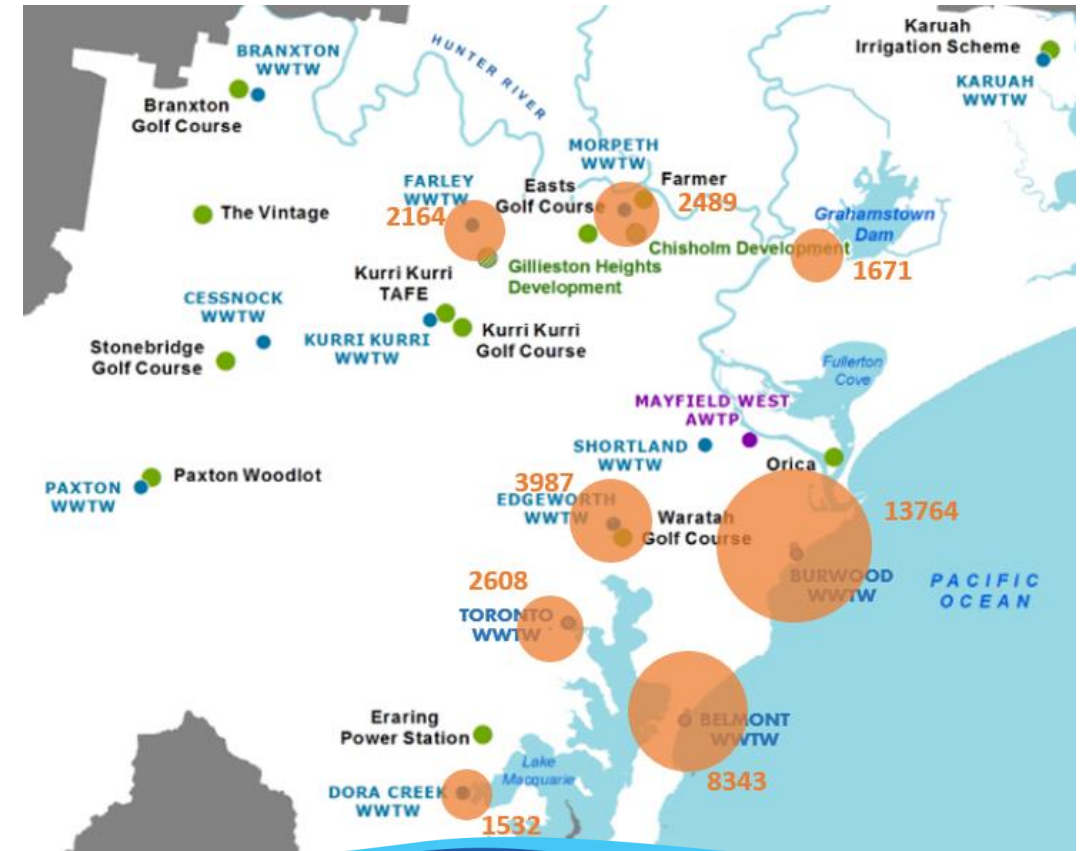 Karuah
Irrigation Scheme
KARUAH
WWTW
HUNTER RIVER
BRANXTON
WWTW
Branxton
Golf Course
MORPETH
WWTW
Farmer
2489
FARLEY
WWTW
2164
Easts
Golf Course
The Vintage
Grahamstown
Dam
Chisholm Development
1671
Gillieston Heights
Development
Kurri Kurri
TAFE
CESSNOCK
WWTW
KURRI KURRI
WWTW
Kurri Kurri
Golf Course
Stonebridge
Golf Course
Fullerton
Cove
MAYFIELD WEST
AWTP
SHORTLAND
WWTW
Orica
Paxton Woodlot
PAXTON
WWTW
3987
EDGEWORTH
WWTW
Waratah
Golf Course
13764
BURWOOD
WWTW
PACIFIC
OCEAN
2608
TORONTO
WWTW
Eraring
Power Station
BELMONT
WWTW
8343
Lake
Macquarie
DORA CREEK
WWTW
1532